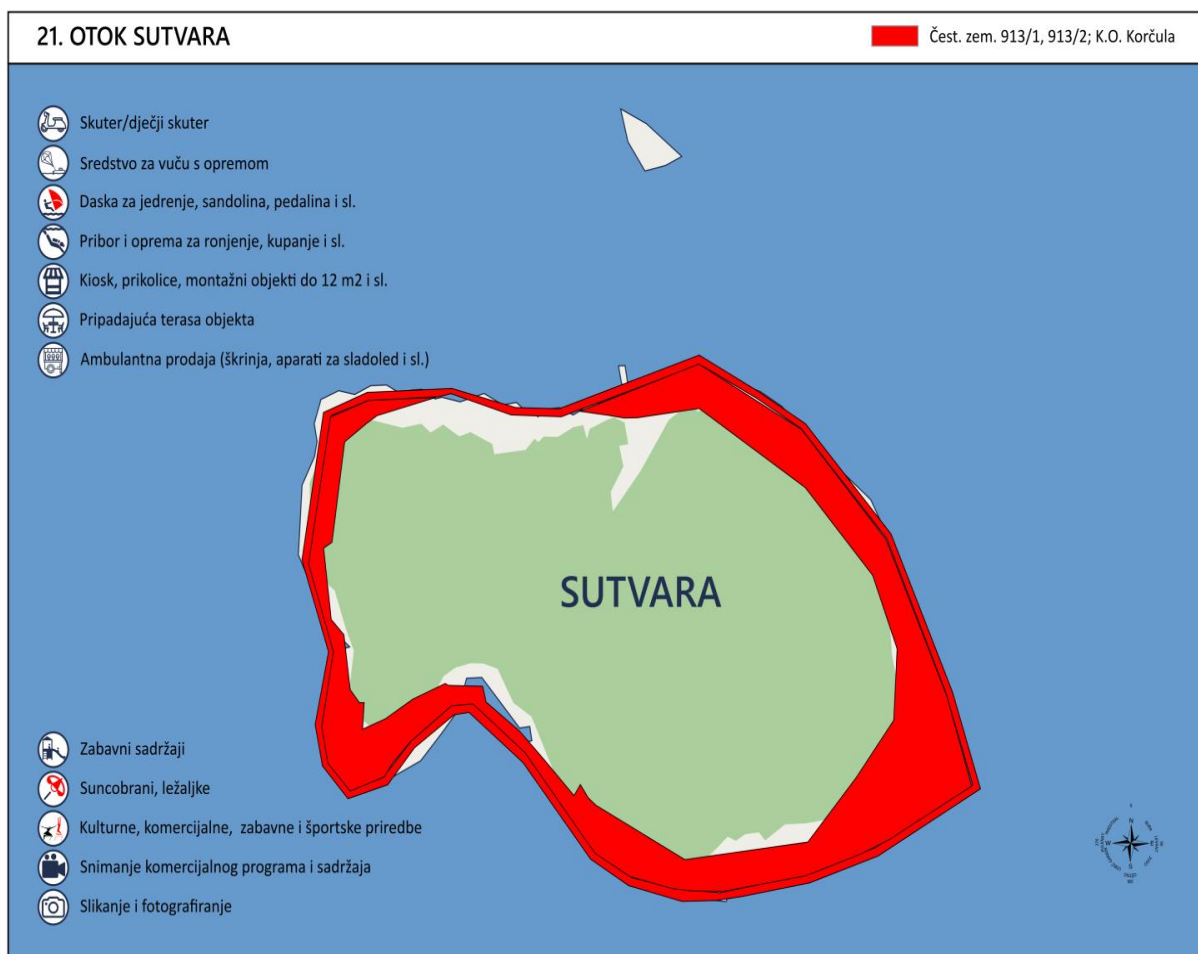 21. OTOK SUTVARA
Čest. zem. 913/1, 913/2; K.O. Korčula
Skuter/dječji skuter
Sredstvo za vuču s opremom
Daska za jedrenje, sandolina, pedalina i sl.
Pribor i oprema za ronjenje, kupanje i sl.
Kiosk, prikolice, montažni objekti do 12 m2 i sl.
Pripadajuća terasa objekta
Ambulantna prodaja (škrinja, aparati za sladoled i sl.)
SUTVARA
Zabavni sadržaji
Suncobrani, ležaljke
Kulturne, komercijalne, zabavne i športske priredbe
Snimanje komercijalnog programa i sadržaja
Slikanje i fotografiranje
N
W E
S